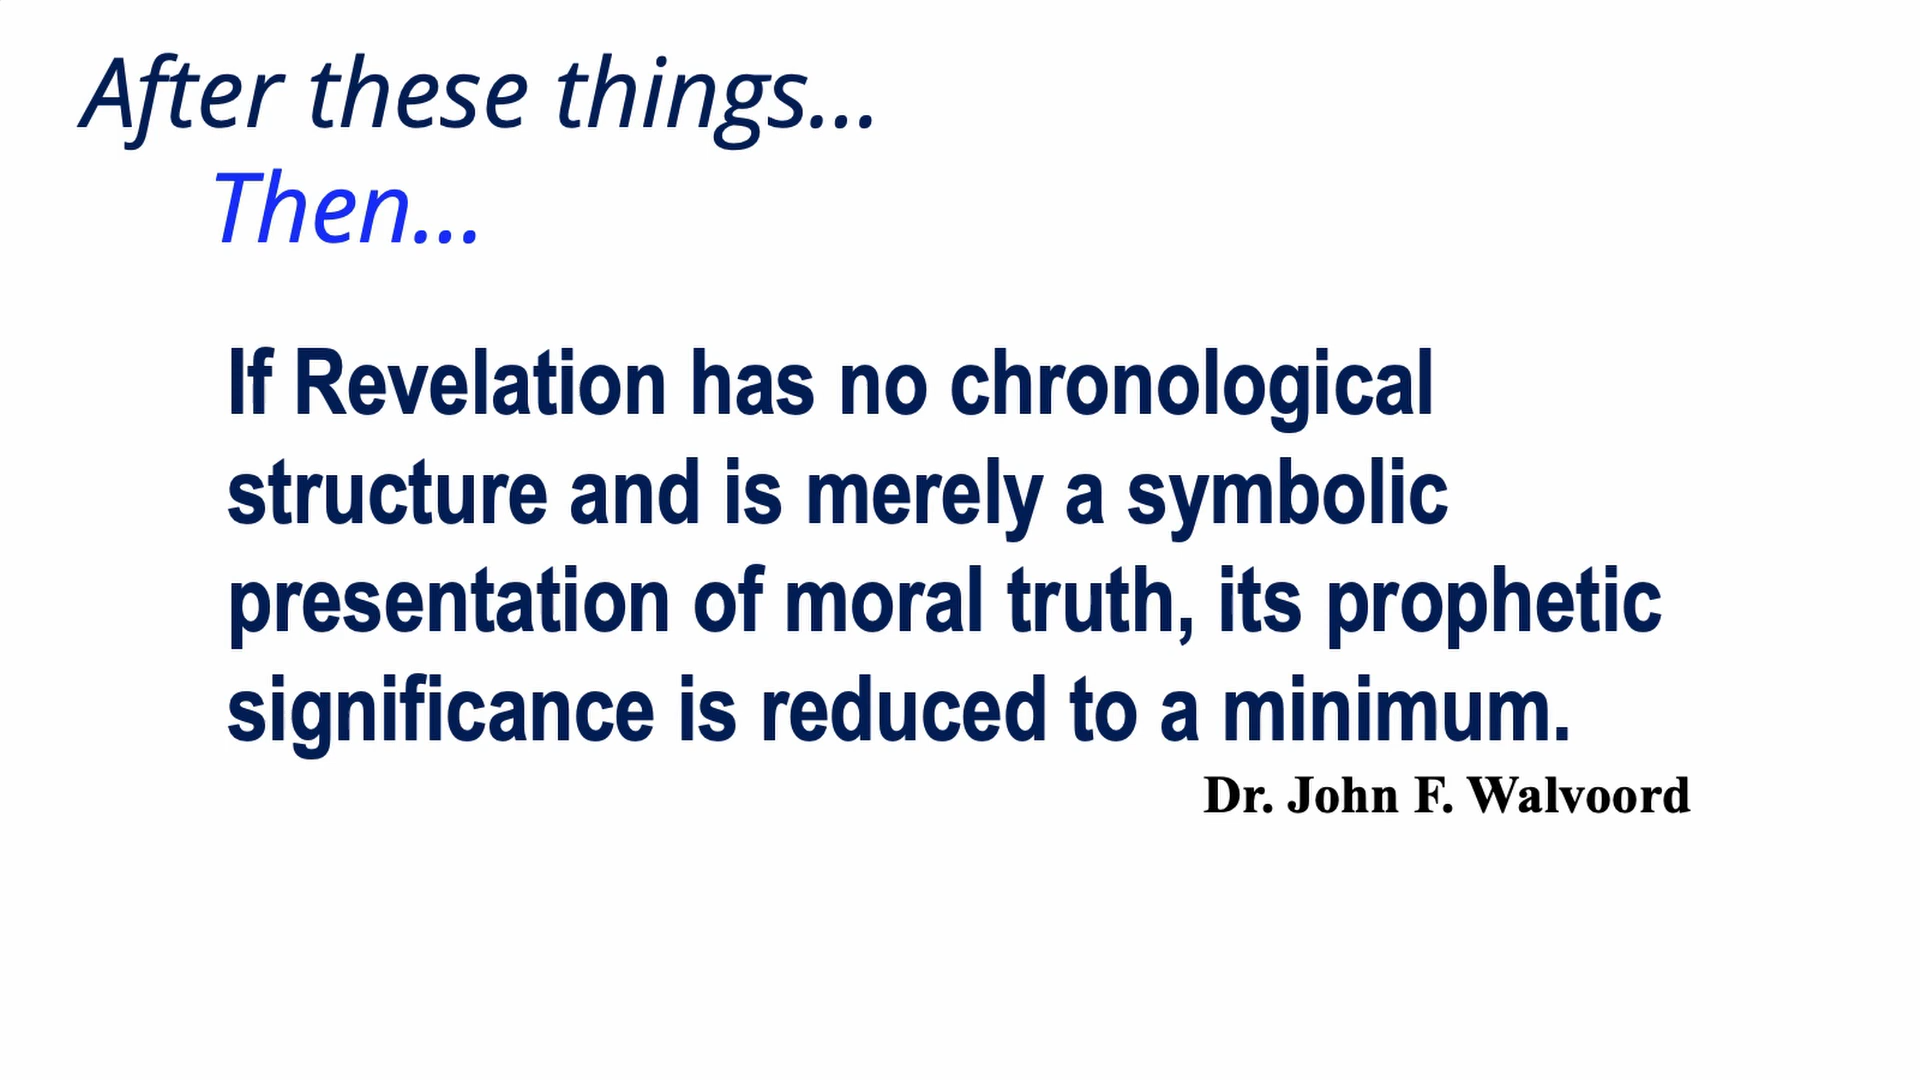 After these things...
Then...
If Revelation has no chronological
structure and is merely a symbolic
presentation of moral truth, its prophetic
significance is reduced to a minimum.
Dr. John F. Walvoord